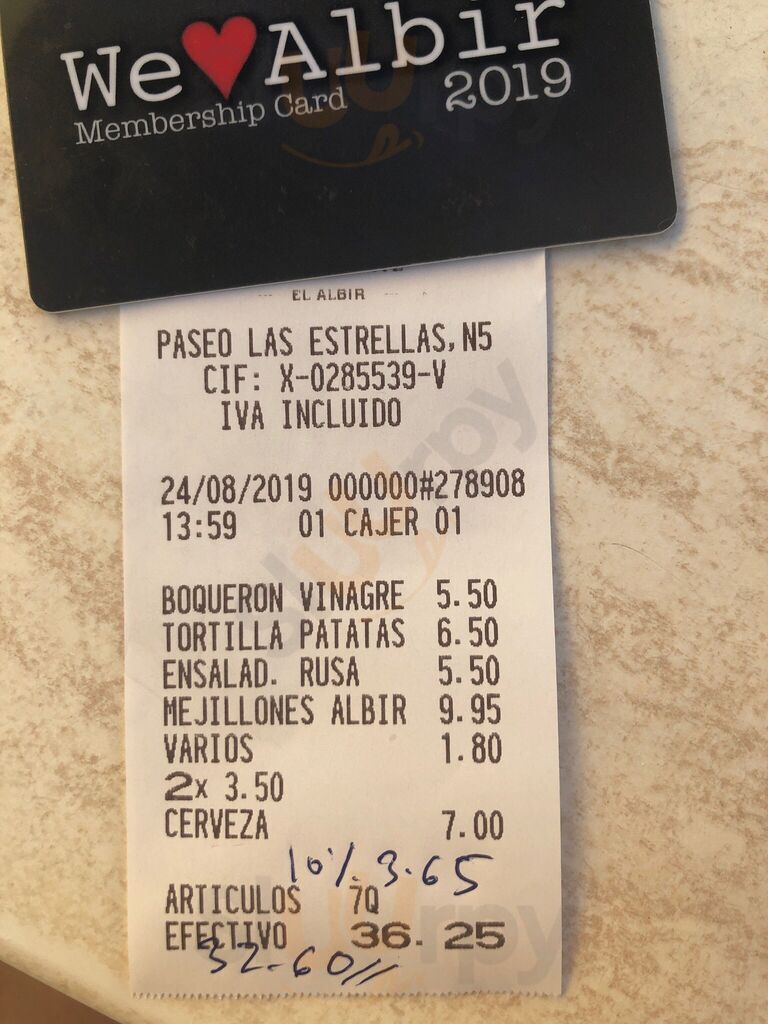 We ♥ Albir
Membership Card 2019
EL ALBIR
PASEO LAS ESTRELLAS, N5
CIF: X-0285539-V
IVA INCLUIDO
24/08/2019 000000#278908
13:59 01 CAJER 01
BOQUERON VINAGRE 5.50
TORTILLA PATATAS 6.50
ENSALAD. RUSA 5.50
MEJILLONES ALBIR 9.95
VARIOS 1.80
2x 3.50
CERVEZA 7.00
10% 3.65
ARTICULOS 7Q
EFECTIVO 36.25
32-60//